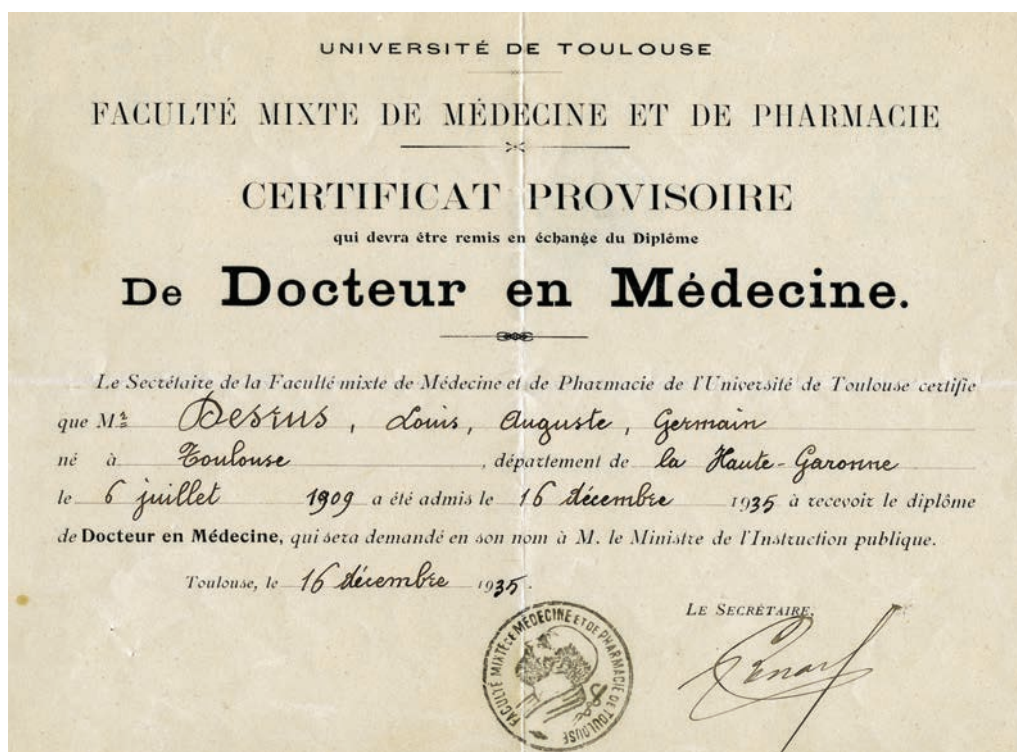 UNIVERSITÉ DE TOULOUSE
FACULTÉ MIXTE DE MÉDECINE ET DE PHARMACIE
CERTIFICAT PROVISOIRE
qui devra être remis en échange du Diplôme
De Docteur en Médecine.
Le Secrétaire de la Faculté mixte de Médecine et de Pharmacie de l'Université de Toulouse certifie
que Mr Desrus, Louis, Auguste, Germain
né à Toulouse, département de la Haute-Garonne
le 6 juillet 1909 a été admis le 16 décembre 1935 à recevoir le diplôme
de Docteur en Médecine, qui sera demandé en son nom à M. le Ministre de l'Instruction publique.
Toulouse, le 16 décembre 1935.
LE SECRÉTAIRE,
FACULTÉ MIXTE DE MÉDECINE ET DE PHARMACIE DE TOULOUSE